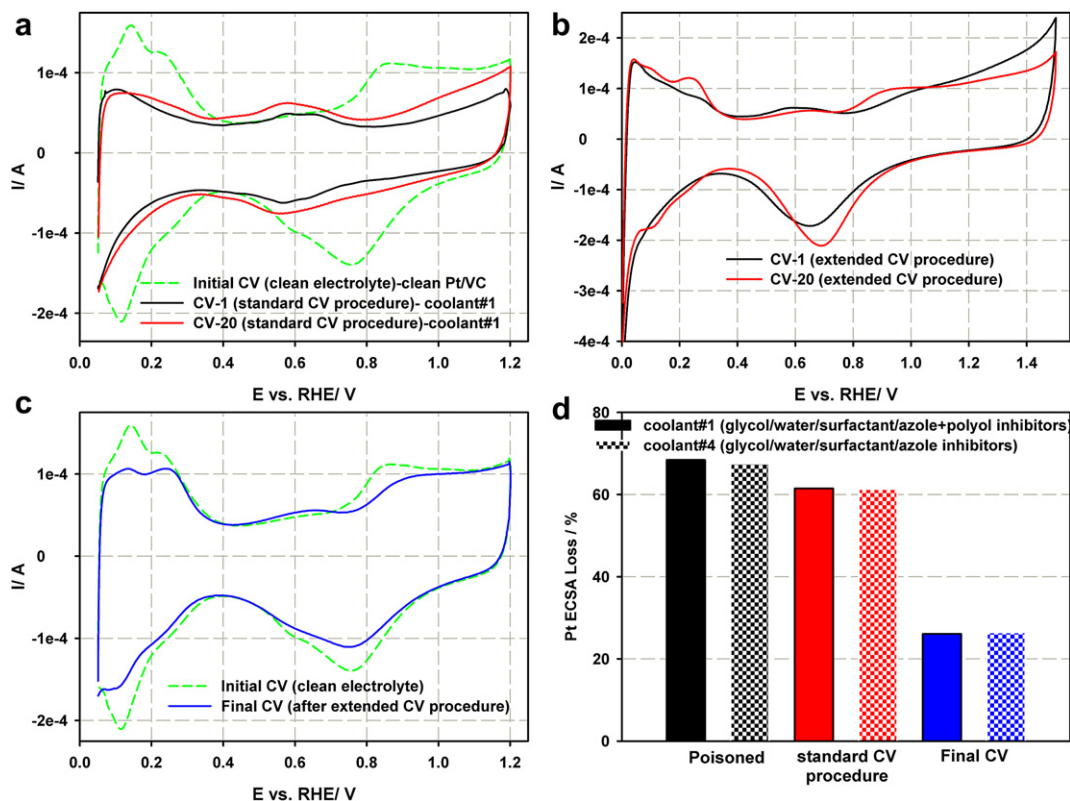 a
1e-4
0
-1e-4
-2e-4
I/ A
0.0 0.2 0.4 0.6 0.8 1.0 1.2
E vs. RHE/ V
Initial CV (clean electrolyte)-clean Pt/VC
CV-1 (standard CV procedure)- coolant#1
CV-20 (standard CV procedure)-coolant#1
b
2e-4
1e-4
0
-1e-4
-2e-4
-3e-4
-4e-4
I/ A
CV-1 (extended CV procedure)
CV-20 (extended CV procedure)
0.0 0.2 0.4 0.6 0.8 1.0 1.2 1.4
E vs. RHE/ V
c
1e-4
0
-1e-4
-2e-4
I/ A
Initial CV (clean electrolyte)
Final CV (after extended CV procedure)
0.0 0.2 0.4 0.6 0.8 1.0 1.2
E vs. RHE/ V
d
80
60
40
20
0
Pt ECSA Loss / %
coolant#1 (glycol/water/surfactant/azole+polyol inhibitors)
coolant#4 (glycol/water/surfactant/azole inhibitors)
Poisoned standard CV Final CV
procedure